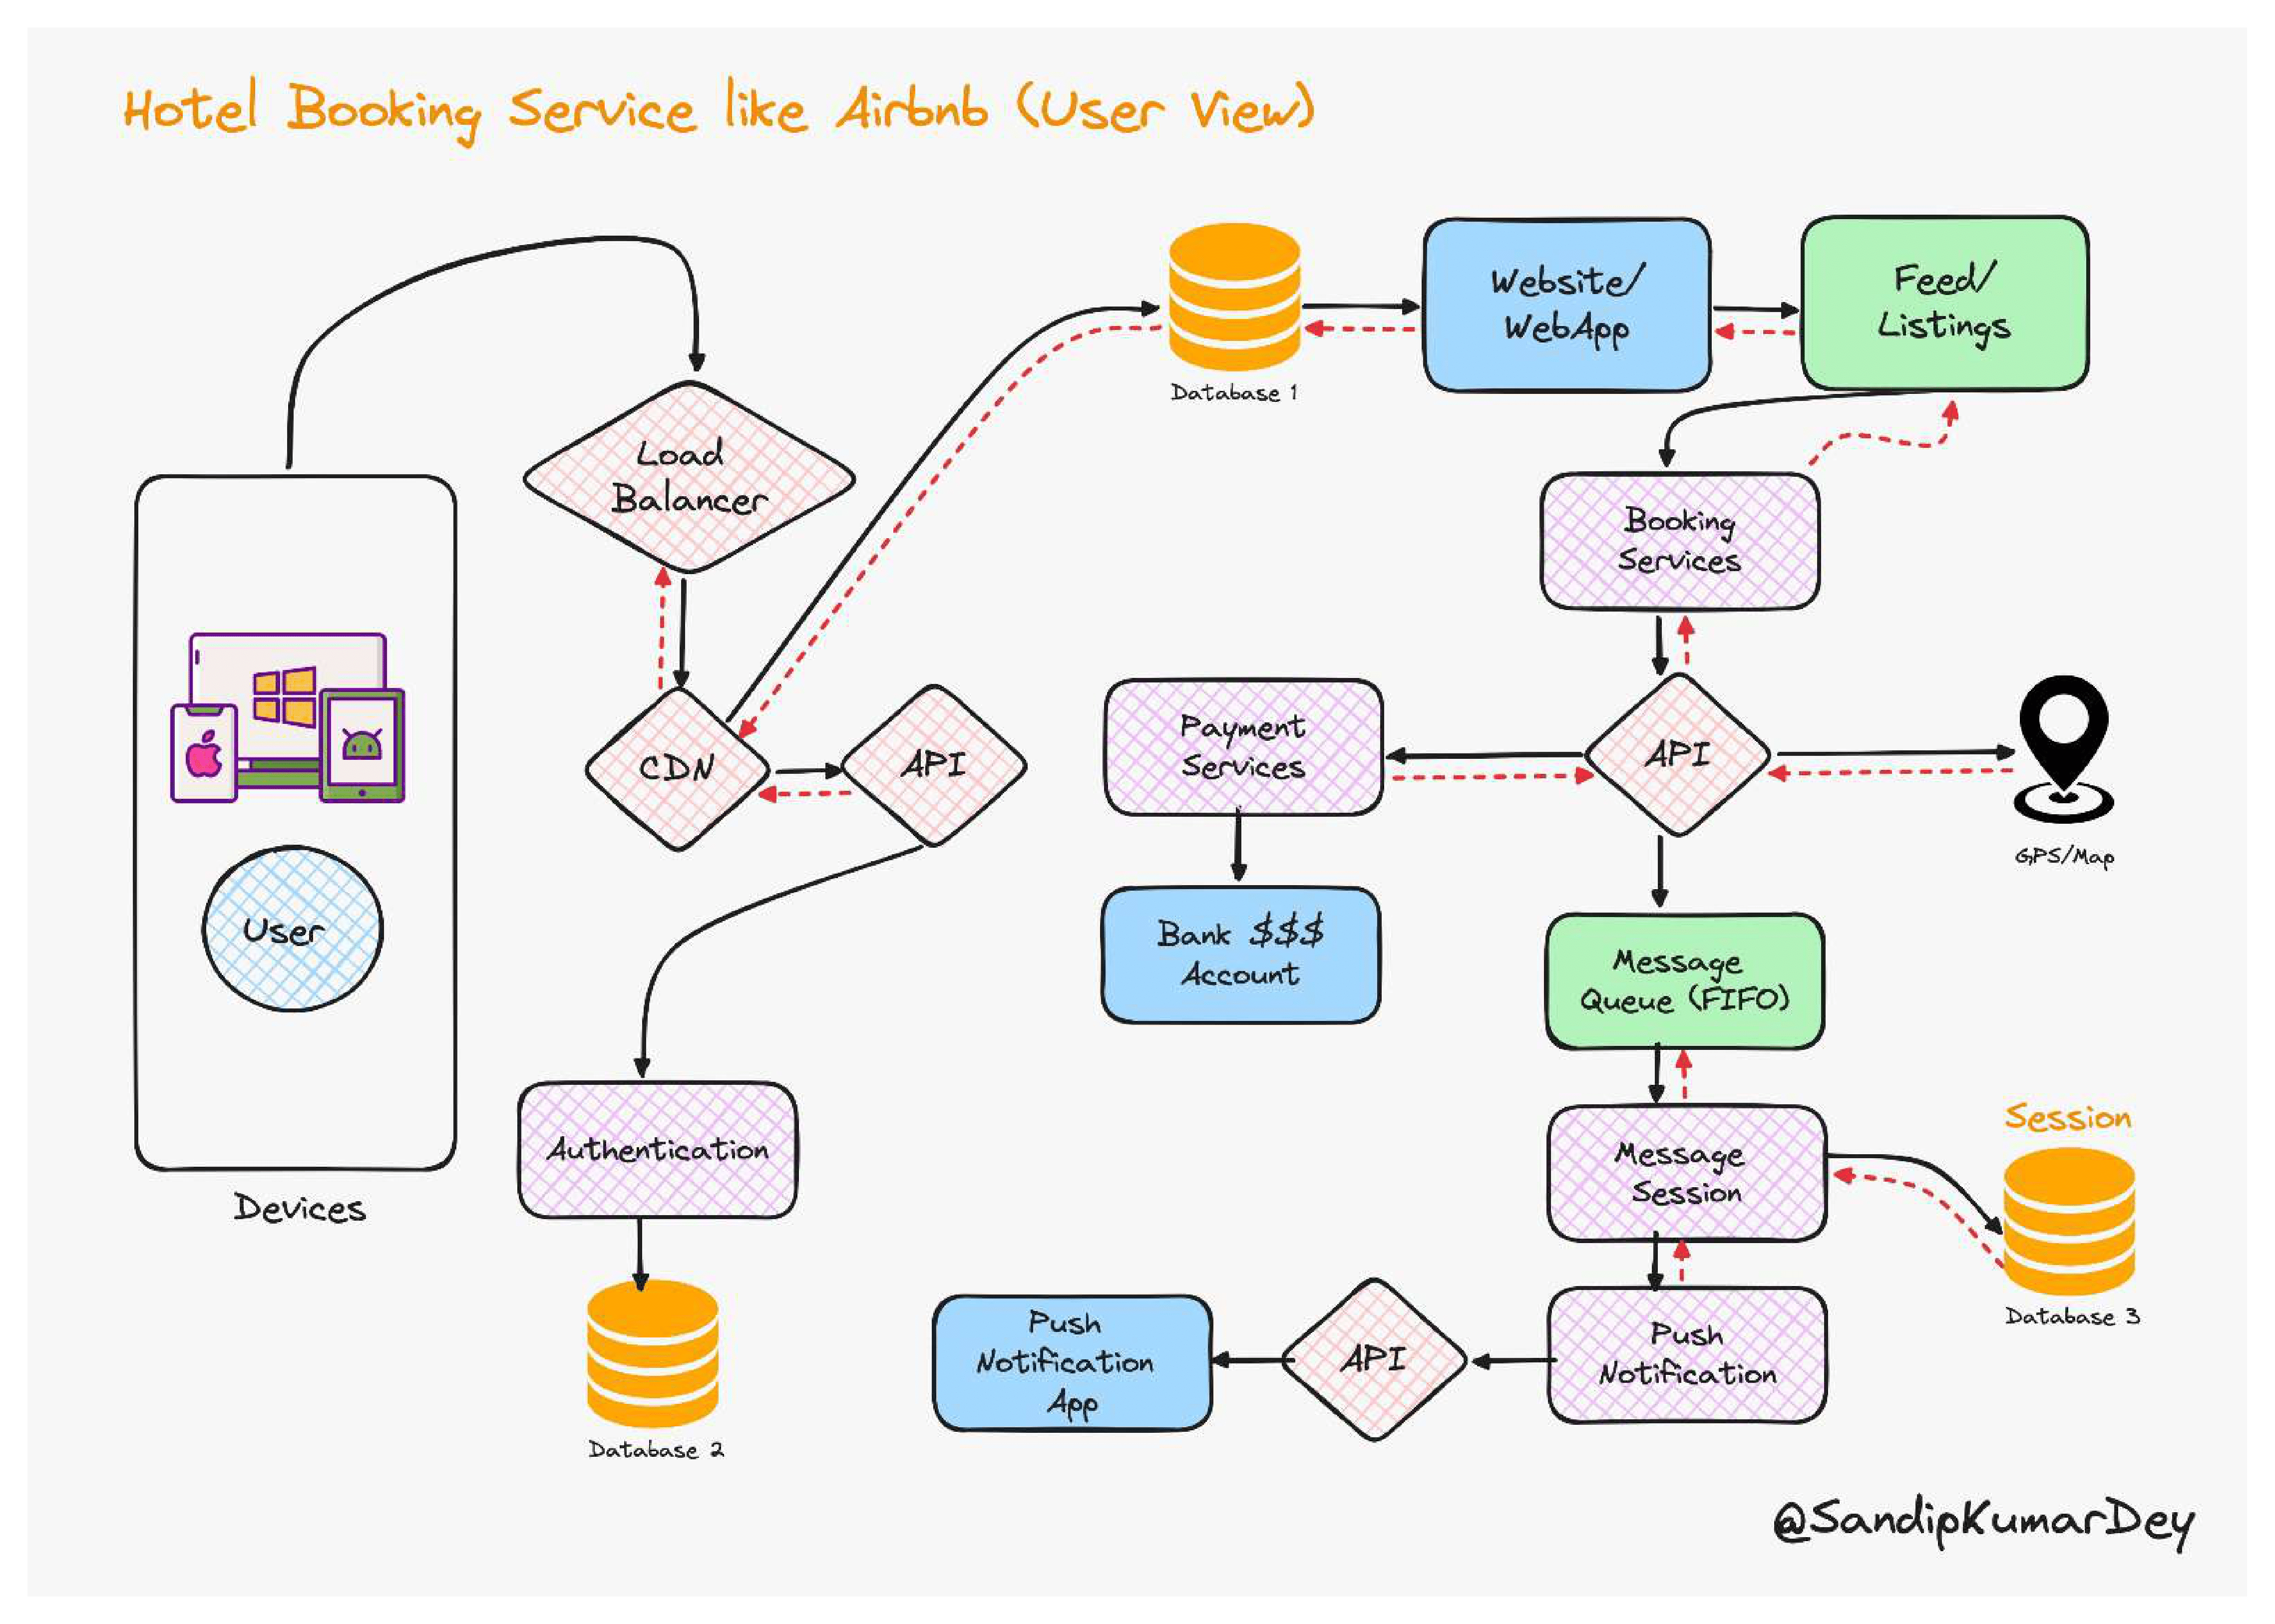 Hotel Booking Service like Airbnb (User View)
Database 1
Website/
WebApp
Feed/
Listings
Load
Balancer
Booking
Services
CDN
API
Payment
Services
API
GPS/Map
User
Devices
Bank $$$
Account
Message
Queue (FIFO)
Authentication
Message
Session
Session
Database 3
Database 2
Push
Notification
App
API
Push
Notification
@SandipKumarDey